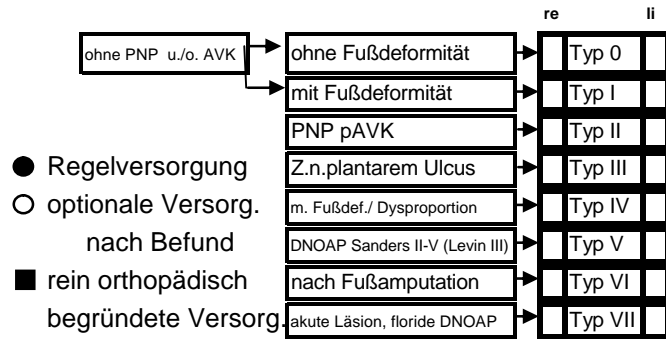 re li
ohne PNP u./o. AVK ohne Fußdeformität Typ 0
mit Fußdeformität Typ I
PNP pAVK Typ II
Regelversorgung Z.n.plantarem Ulcus Typ III
optionale Versorg. m. Fußdef./ Dysproportion Typ IV
nach Befund DNOAP Sanders II-V (Levin III) Typ V
rein orthopädisch nach Fußamputation Typ VI
begründete Versorg. akute Läsion, floride DNOAP Typ VII